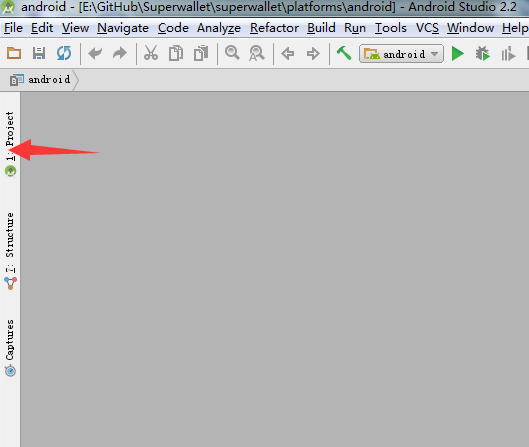 android - [E:\GitHub\Superwallet\superwallet\platforms\android] - Android Studio 2.2
File Edit View Navigate Code Analyze Refactor Build Run Tools VCS Window Help
android
android
1: Project
7: Structure
Captures